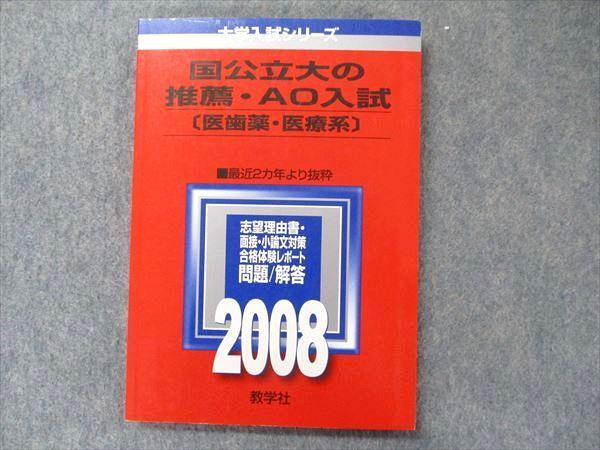 大学入試シリーズ
国公立大の
推薦・AO入試
〔医歯薬・医療系〕
■最近2カ年より抜粋
志望理由書・
面接・小論文対策
合格体験レポート
問題/解答
2008
教学社